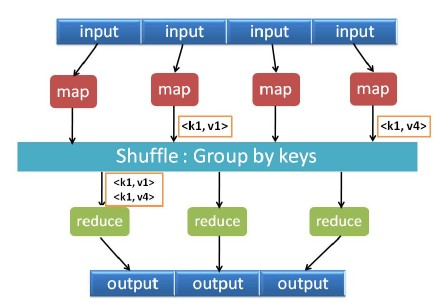 input input input input
map map map map
<k1, v1> <k1, v4>
Shuffle : Group by keys
<k1, v1>
<k1, v4>
reduce reduce reduce
output output output